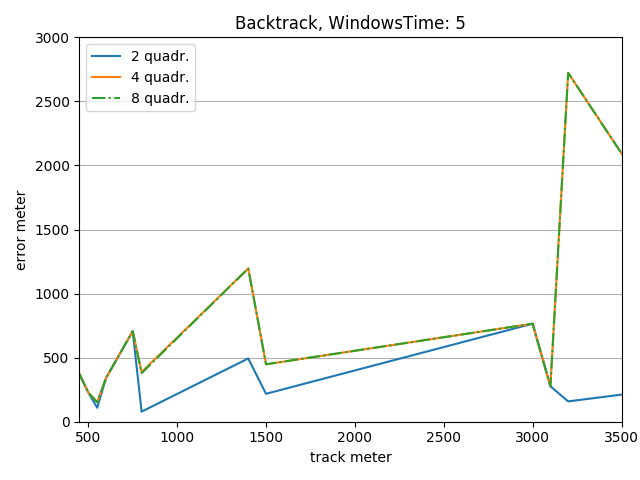 Backtrack, WindowsTime: 5
3000
2500
2000
1500
1000
500
0
error meter
2 quadr.
4 quadr.
8 quadr.
500 1000 1500 2000 2500 3000 3500
track meter